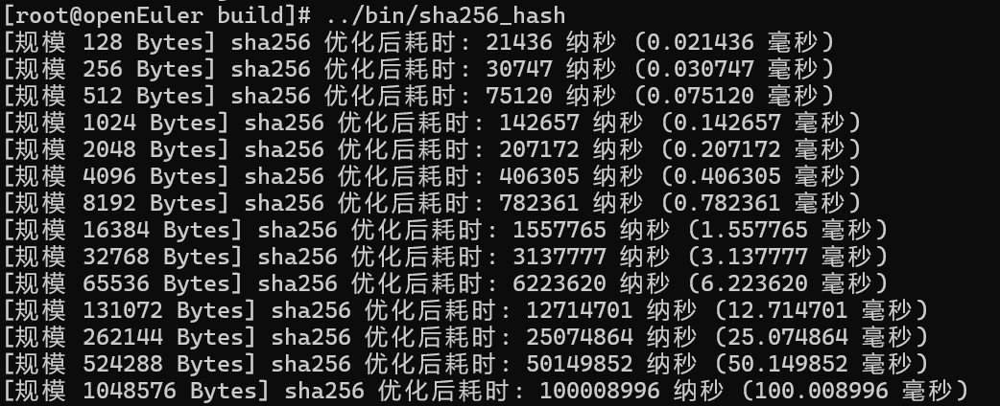 [root@openEuler build]# ../bin/sha256_hash
[规模 128 Bytes] sha256 优化后耗时: 21436 纳秒 (0.021436 毫秒)
[规模 256 Bytes] sha256 优化后耗时: 30747 纳秒 (0.030747 毫秒)
[规模 512 Bytes] sha256 优化后耗时: 75120 纳秒 (0.075120 毫秒)
[规模 1024 Bytes] sha256 优化后耗时: 142657 纳秒 (0.142657 毫秒)
[规模 2048 Bytes] sha256 优化后耗时: 207172 纳秒 (0.207172 毫秒)
[规模 4096 Bytes] sha256 优化后耗时: 406305 纳秒 (0.406305 毫秒)
[规模 8192 Bytes] sha256 优化后耗时: 782361 纳秒 (0.782361 毫秒)
[规模 16384 Bytes] sha256 优化后耗时: 1557765 纳秒 (1.557765 毫秒)
[规模 32768 Bytes] sha256 优化后耗时: 3137777 纳秒 (3.137777 毫秒)
[规模 65536 Bytes] sha256 优化后耗时: 6223620 纳秒 (6.223620 毫秒)
[规模 131072 Bytes] sha256 优化后耗时: 12714701 纳秒 (12.714701 毫秒)
[规模 262144 Bytes] sha256 优化后耗时: 25074864 纳秒 (25.074864 毫秒)
[规模 524288 Bytes] sha256 优化后耗时: 50149852 纳秒 (50.149852 毫秒)
[规模 1048576 Bytes] sha256 优化后耗时: 100008996 纳秒 (100.008996 毫秒)